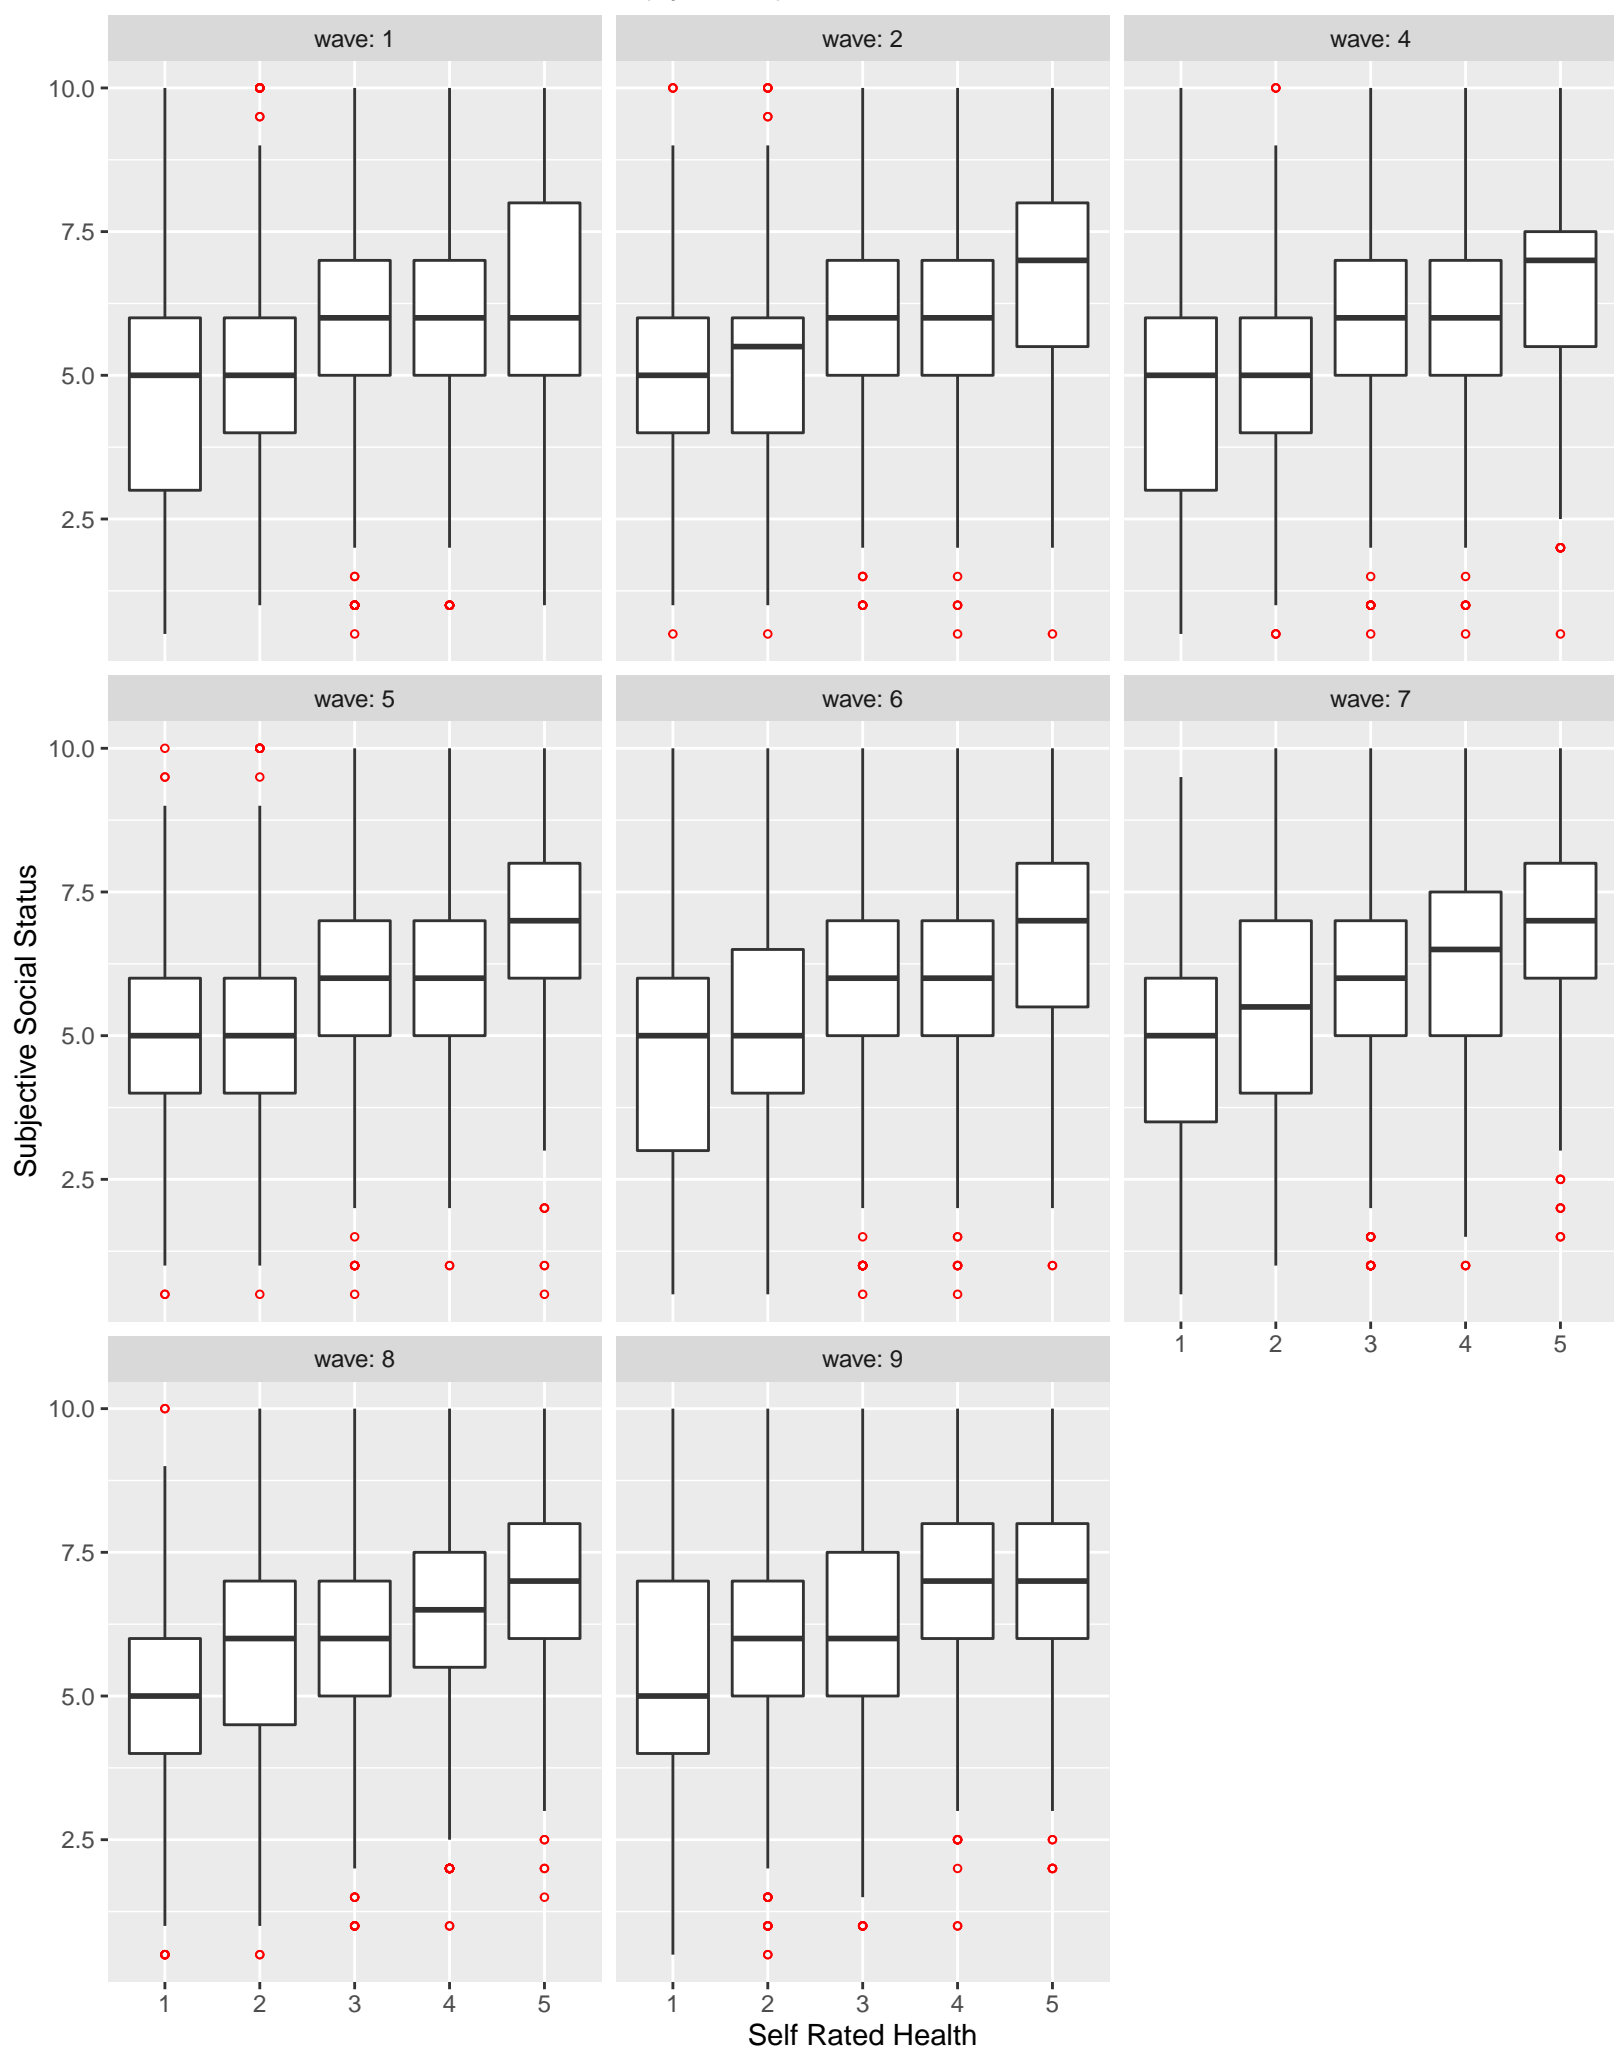 wave: 1
wave: 2
wave: 4
10.0
7.5
5.0
2.5
wave: 5
wave: 6
wave: 7
10.0
7.5
5.0
2.5
1 2 3 4 5
wave: 8
wave: 9
10.0
7.5
5.0
2.5
1 2 3 4 5
1 2 3 4 5
Subjective Social Status
Self Rated Health